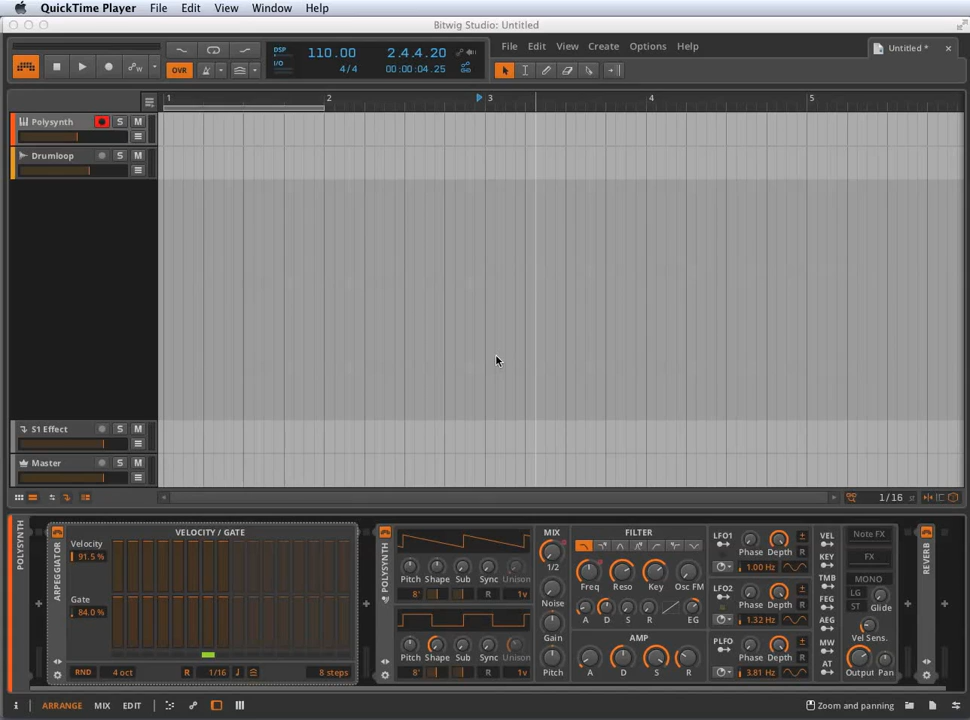 QuickTime Player File Edit View Window Help
Bitwig Studio: Untitled
OVR
DSP
I/O
110.00
4/4
2.4.4.20
00:00:04.25
File Edit View Create Options Help
Untitled *
1 2 3 4 5
Polysynth S M
Drumloop S M
S1 Effect S M
Master S M
1/16
POLYSYNTH
ARPEGGIATOR
VELOCITY / GATE
Velocity
91.5 %
Gate
84.0 %
RND 4 oct R 1/16 8 steps
POLYSYNTH
Pitch Shape Sub Sync Unison
8' R 1v
Pitch Shape Sub Sync Unison
8' R 1v
MIX
1/2
Noise
Gain
Pitch
FILTER
Freq Reso Key Osc FM
A D S R EG
AMP
A D S R
LFO1
Phase Depth R
1.00 Hz
LFO2
Phase Depth R
1.32 Hz
PLFO
Phase Depth R
3.81 Hz
VEL
KEY
TMB
FEG
AEG
MW
AT
Note FX
FX
MONO
LG
ST
Glide
Vel Sens.
Output Pan
REVERB
i ARRANGE MIX EDIT
Zoom and panning